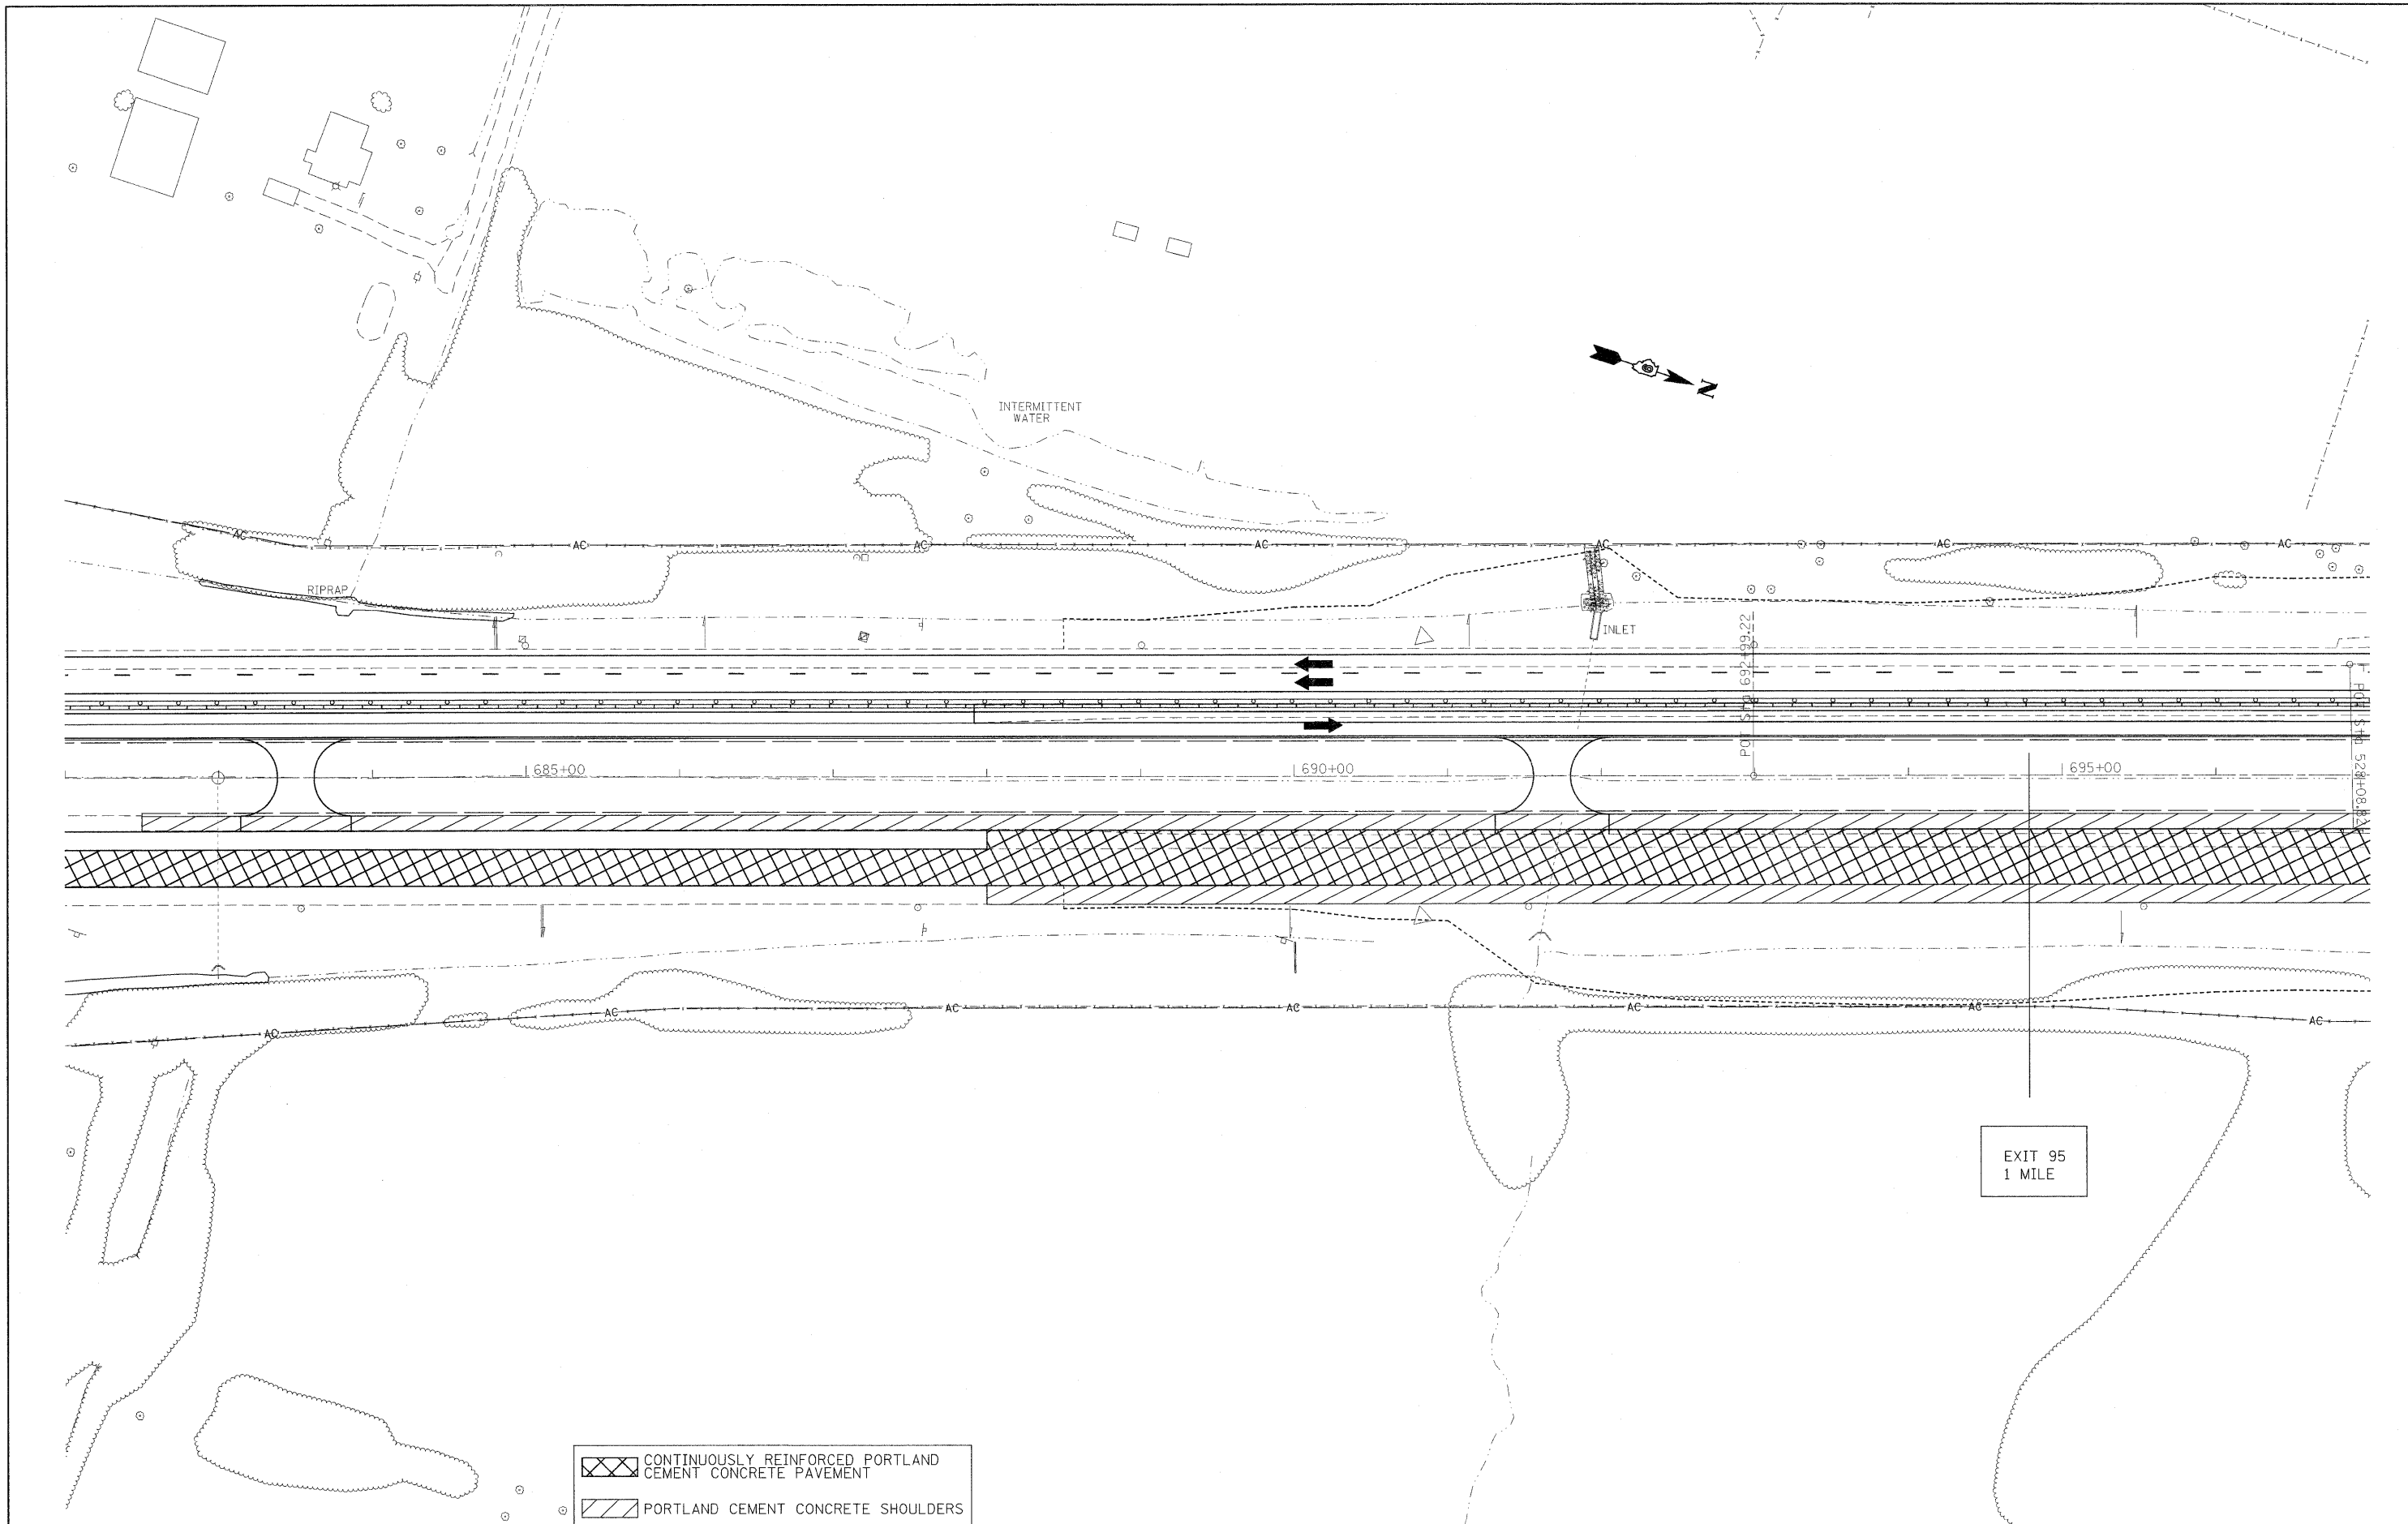 INTERMITTENT
WATER
N
AC
AC
AC
AC
AC
AC
AC
RIPRAP
INLET
POT Sta 692+99.22
685+00
690+00
695+00
AC
AC
AC
AC
AC
AC
AC
EXIT 95
1 MILE
CONTINUOUSLY REINFORCED PORTLAND
CEMENT CONCRETE PAVEMENT
PORTLAND CEMENT CONCRETE SHOULDERS